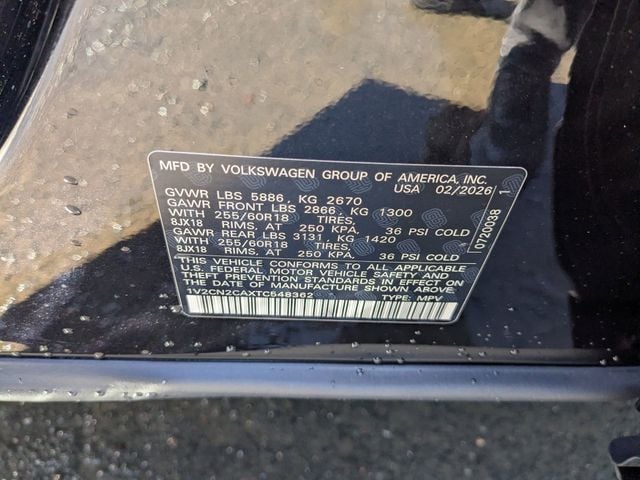 MFD BY VOLKSWAGEN GROUP OF AMERICA, INC.
USA 02/2026
1
GVWR LBS 5886, KG 2670
GAWR FRONT LBS 2866, KG 1300
WITH 255/60R18 TIRES,
8JX18 RIMS, AT 250 KPA, 36 PSI COLD
GAWR REAR LBS 3131 KG 1420
WITH 255/60R18 TIRES,
8JX18 RIMS, AT 250 KPA, 36 PSI COLD
0720098
THIS VEHICLE CONFORMS TO ALL APPLICABLE
U.S. FEDERAL MOTOR VEHICLE SAFETY AND
THEFT PREVENTION STANDARDS IN EFFECT ON
THE DATE OF MANUFACTURE SHOWN ABOVE.
1V2CN2CAXTC548362 TYPE: MPV